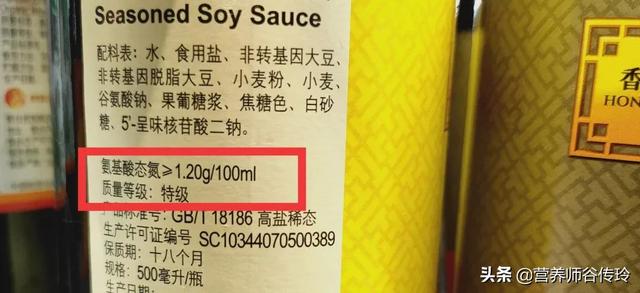 Seasoned Soy Sauce
配料表：水、食用盐、非转基因大豆、
非转基因脱脂大豆、小麦粉、小麦、
谷氨酸钠、果葡糖浆、焦糖色、白砂
糖、5'-呈味核苷酸二钠。
氨基酸态氮≥1.20g/100ml
质量等级：特级
产品标准号：GB/T 18186 高盐稀态
生产许可证编号 SC10344070500389
保质期：十八个月
规格：500毫升/瓶
香
HON
头条 @营养师谷传玲